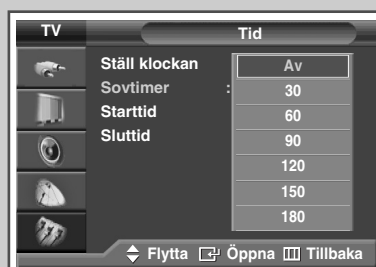 TV
Tid
Ställ klockan
Sovtimer :
Starttid
Sluttid
Av
30
60
90
120
150
180
Flytta Öppna Tillbaka